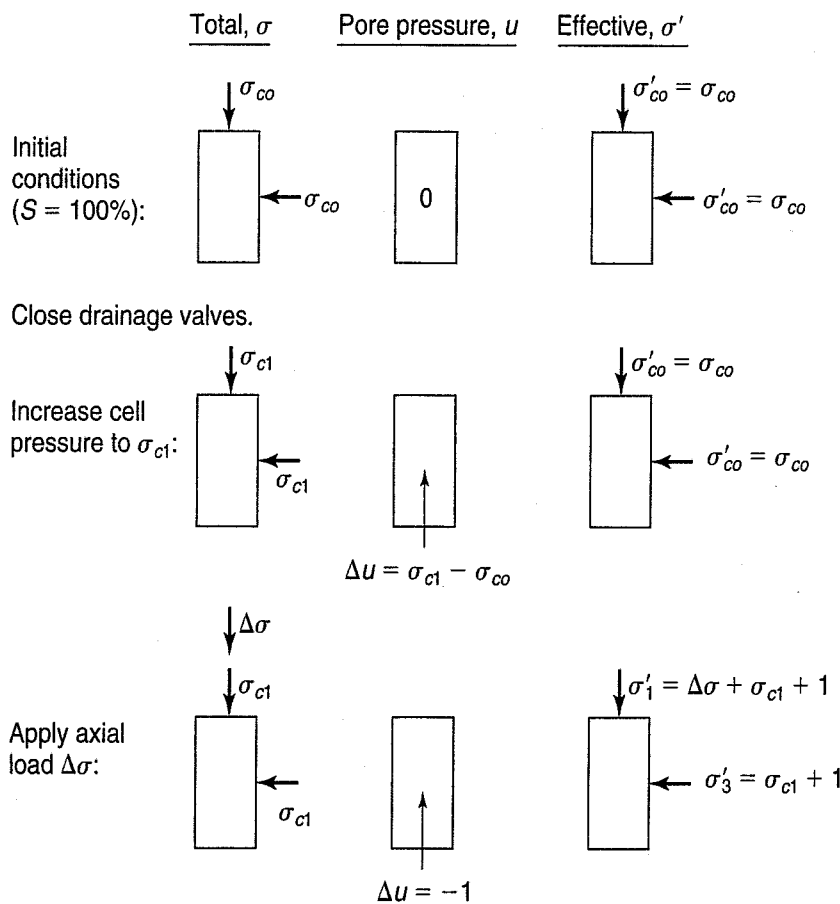 Total, σ Pore pressure, u Effective, σ′
σco σ′co = σco
Initial
conditions
(S = 100%):
σco 0 σ′co = σco
Close drainage valves.
σc1 σ′co = σco
Increase cell
pressure to σc1:
σc1 σ′co = σco
Δu = σc1 − σco
Δσ
σc1 σ′1 = Δσ + σc1 + 1
Apply axial
load Δσ:
σc1 σ′3 = σc1 + 1
Δu = −1